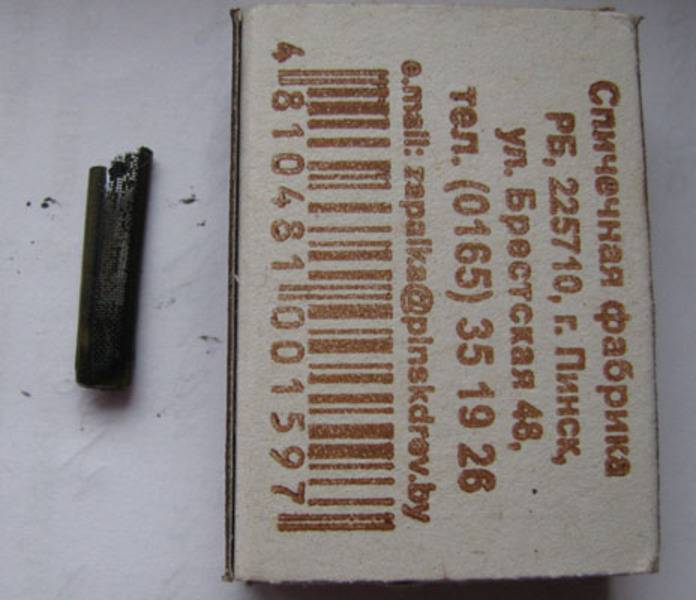 Спичечная фабрика
РБ, 225710, г. Пинск,
ул. Брестская 48,
тел. (0165) 35 19 26
e.mail: zapalka@pinskdrev.by
4 810481 001597